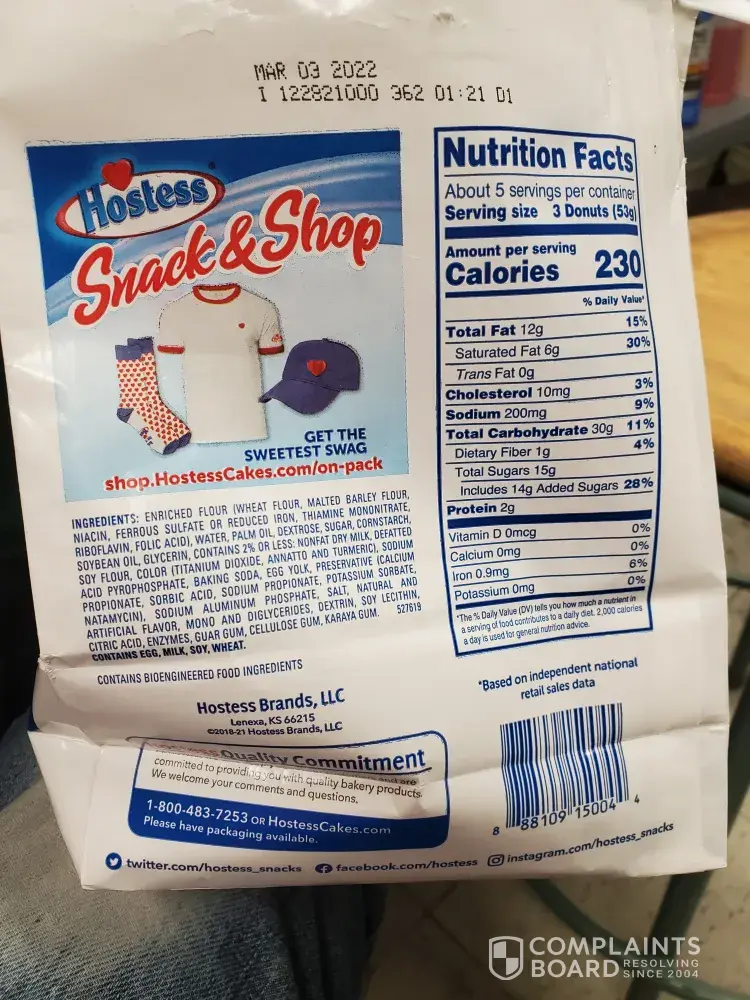 MAR 03 2022
I 122821000 362 01:21 D1
Hostess
Snack & Shop
GET THE
SWEETEST SWAG
shop.HostessCakes.com/on-pack
INGREDIENTS: ENRICHED FLOUR (WHEAT FLOUR, MALTED BARLEY FLOUR,
NIACIN, FERROUS SULFATE OR REDUCED IRON, THIAMINE MONONITRATE,
RIBOFLAVIN, FOLIC ACID), WATER, PALM OIL, DEXTROSE, SUGAR, CORNSTARCH,
SOYBEAN OIL, GLYCERIN, CONTAINS 2% OR LESS: NONFAT DRY MILK, DEFATTED
SOY FLOUR, COLOR (TITANIUM DIOXIDE, ANNATTO AND TURMERIC), SODIUM
ACID PYROPHOSPHATE, BAKING SODA, EGG YOLK, PRESERVATIVE (CALCIUM
PROPIONATE, SORBIC ACID, SODIUM PROPIONATE, POTASSIUM SORBATE,
NATAMYCIN), SODIUM ALUMINUM PHOSPHATE, SALT, NATURAL AND
ARTIFICIAL FLAVOR, MONO AND DIGLYCERIDES, DEXTRIN, SOY LECITHIN,
CITRIC ACID, ENZYMES, GUAR GUM, CELLULOSE GUM, KARAYA GUM. 527619
CONTAINS EGG, MILK, SOY, WHEAT.
CONTAINS BIOENGINEERED FOOD INGREDIENTS
Hostess Brands, LLC
Lenexa, KS 66215
©2018-21 Hostess Brands, LLC
Hostess Quality Commitment
and are
committed to providing you with quality bakery products.
We welcome your comments and questions.
1-800-483-7253 OR HostessCakes.com
Please have packaging available.
twitter.com/hostess_snacks facebook.com/hostess instagram.com/hostess_snacks
Nutrition Facts
About 5 servings per container
Serving size 3 Donuts (53g)
Amount per serving
Calories 230
% Daily Value*
Total Fat 12g 15%
Saturated Fat 6g 30%
Trans Fat 0g
Cholesterol 10mg 3%
Sodium 200mg 9%
Total Carbohydrate 30g 11%
Dietary Fiber 1g 4%
Total Sugars 15g
Includes 14g Added Sugars 28%
Protein 2g
Vitamin D 0mcg 0%
Calcium 0mg 0%
Iron 0.9mg 6%
Potassium 0mg 0%
*The % Daily Value (DV) tells you how much a nutrient in
a serving of food contributes to a daily diet. 2,000 calories
a day is used for general nutrition advice.
*Based on independent national
retail sales data
8 88109 15004 4
COMPLAINTS
BOARD RESOLVING
SINCE 2004